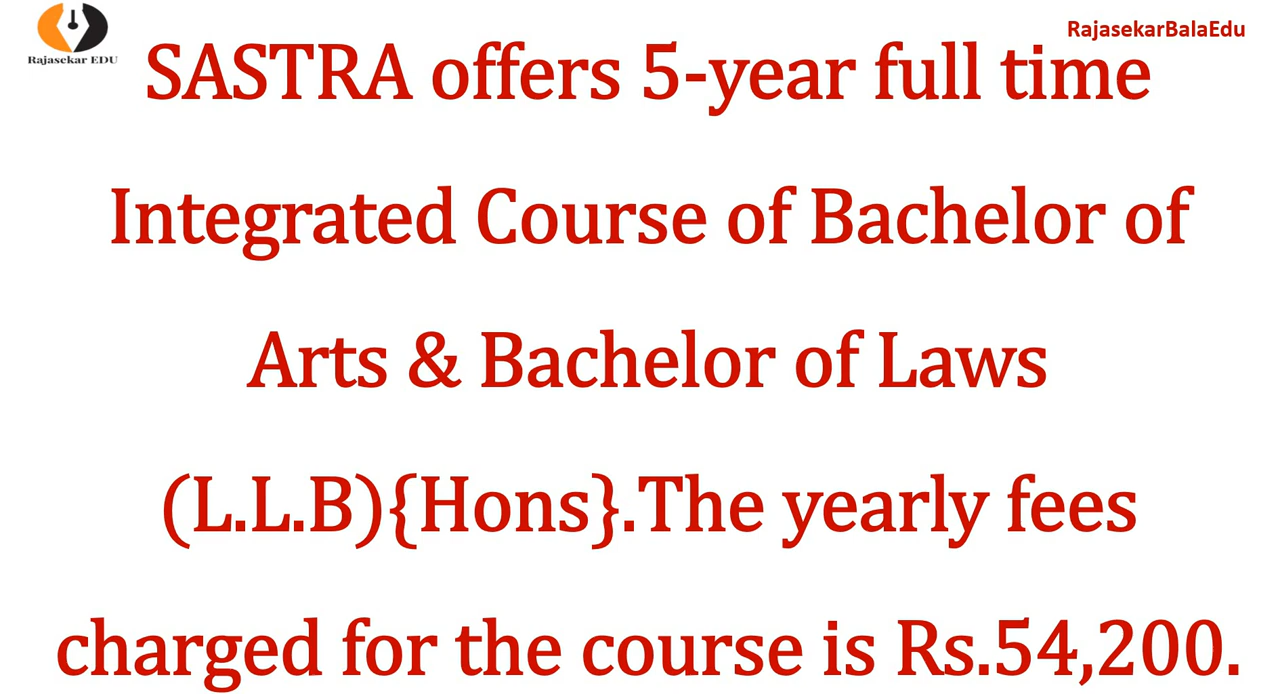 Rajasekar EDU
RajasekarBalaEdu
SASTRA offers 5-year full time
Integrated Course of Bachelor of
Arts & Bachelor of Laws
(L.L.B){Hons}.The yearly fees
charged for the course is Rs.54,200.